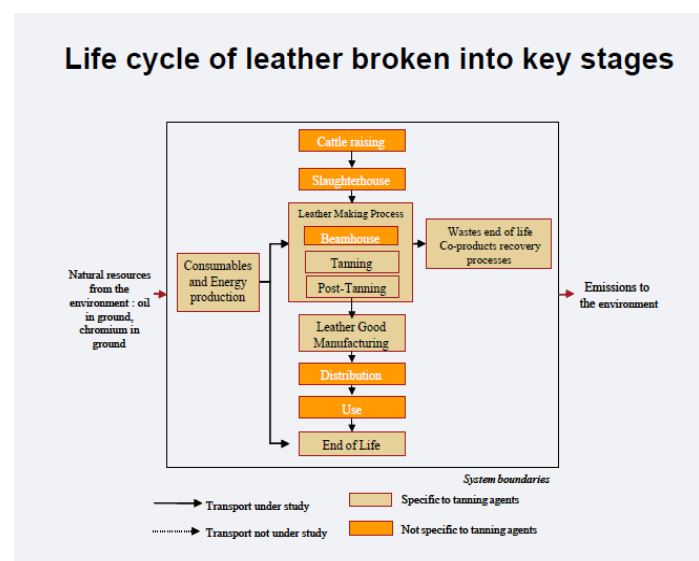 Life cycle of leather broken into key stages
Cattle raising
Slaughterhouse
Leather Making Process
Beamhouse
Tanning
Post-Tanning
Wastes end of life
Co-products recovery
processes
Consumables
and Energy
production
Natural resources
from the
environment : oil
in ground,
chromium in
ground
Emissions to
the environment
Leather Good
Manufacturing
Distribution
Use
End of Life
System boundaries
Transport under study
Specific to tanning agents
Transport not under study
Not specific to tanning agents